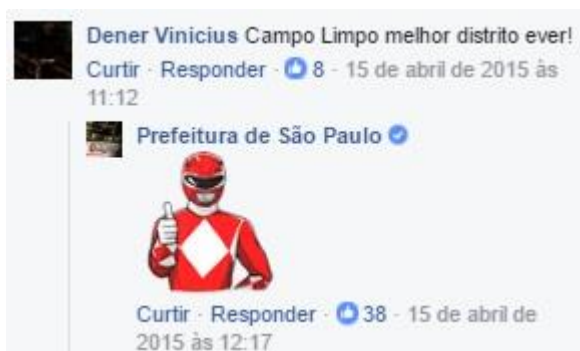 Dener Vinicius Campo Limpo melhor distrito ever!
Curtir · Responder · 8 · 15 de abril de 2015 às
11:12
Prefeitura de São Paulo
Curtir · Responder · 38 · 15 de abril de
2015 às 12:17